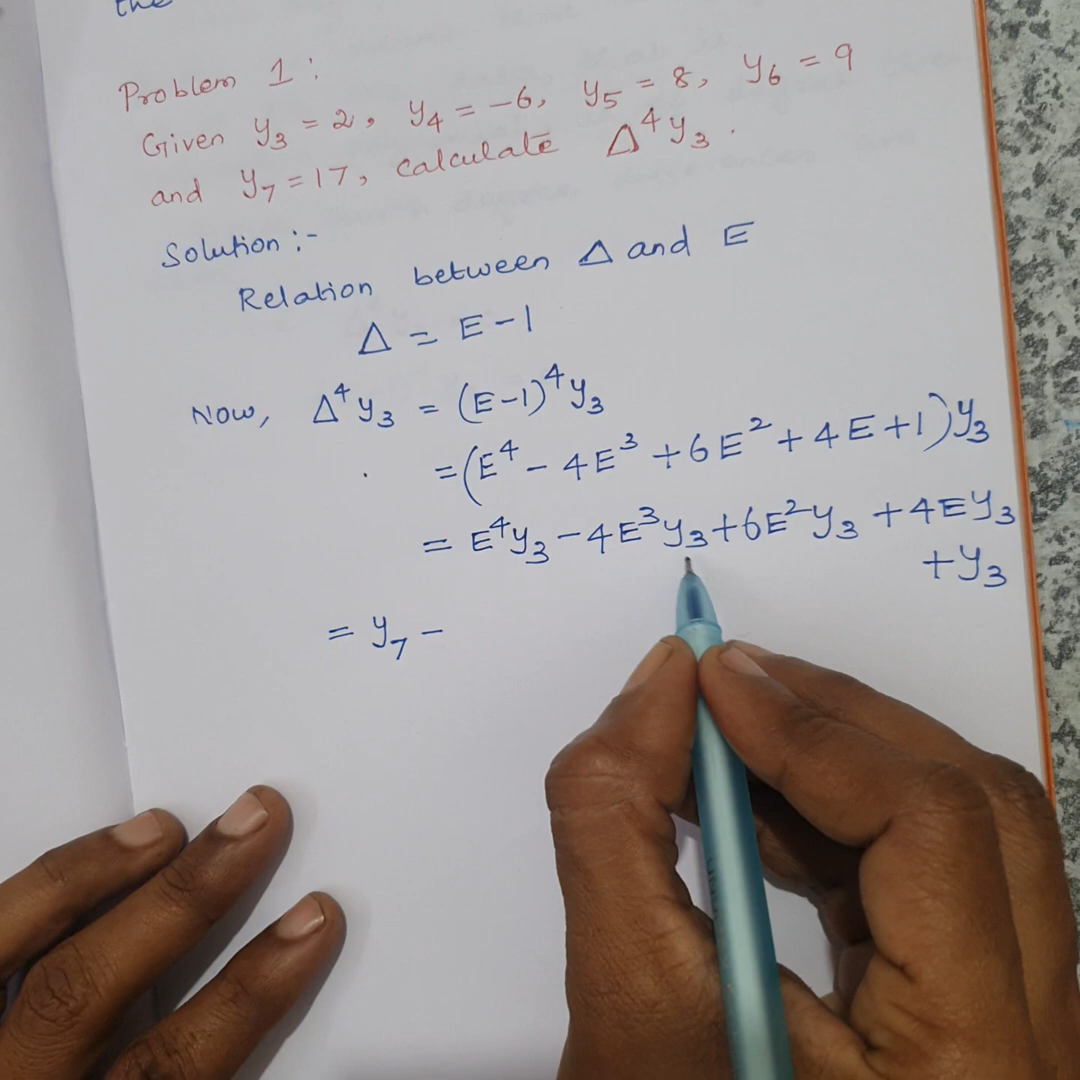 the
Problem 1 :
Given y₃ = 2, y₄ = -6, y₅ = 8, y₆ = 9
and y₇ = 17, calculate Δ⁴y₃.
Solution :-
Relation between Δ and E
Δ = E-1
Now, Δ⁴y₃ = (E-1)⁴y₃
= (E⁴ - 4E³ + 6E² + 4E + 1)y₃
= E⁴y₃ - 4E³y₃ + 6E²y₃ + 4Ey₃
+ y₃
= y₇ -